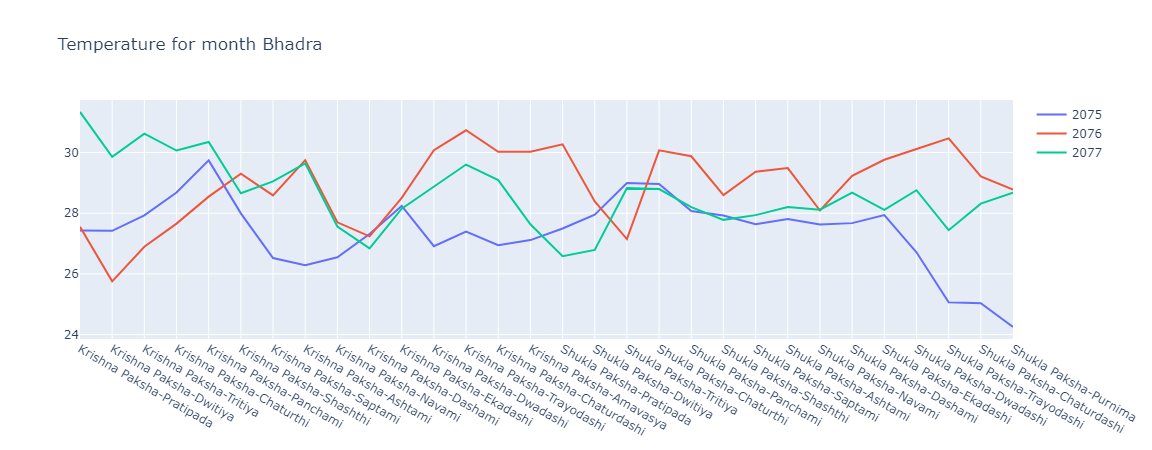 Temperature for month Bhadra
2075
2076
2077
30
28
26
24
Krishna Paksha-Pratipada
Krishna Paksha-Dwitiya
Krishna Paksha-Tritiya
Krishna Paksha-Chaturthi
Krishna Paksha-Panchami
Krishna Paksha-Shashthi
Krishna Paksha-Saptami
Krishna Paksha-Ashtami
Krishna Paksha-Navami
Krishna Paksha-Dashami
Krishna Paksha-Ekadashi
Krishna Paksha-Dwadashi
Krishna Paksha-Trayodashi
Krishna Paksha-Chaturdashi
Krishna Paksha-Amavasya
Shukla Paksha-Pratipada
Shukla Paksha-Dwitiya
Shukla Paksha-Tritiya
Shukla Paksha-Chaturthi
Shukla Paksha-Panchami
Shukla Paksha-Shashthi
Shukla Paksha-Saptami
Shukla Paksha-Ashtami
Shukla Paksha-Navami
Shukla Paksha-Dashami
Shukla Paksha-Ekadashi
Shukla Paksha-Dwadashi
Shukla Paksha-Trayodashi
Shukla Paksha-Chaturdashi
Shukla Paksha-Purnima